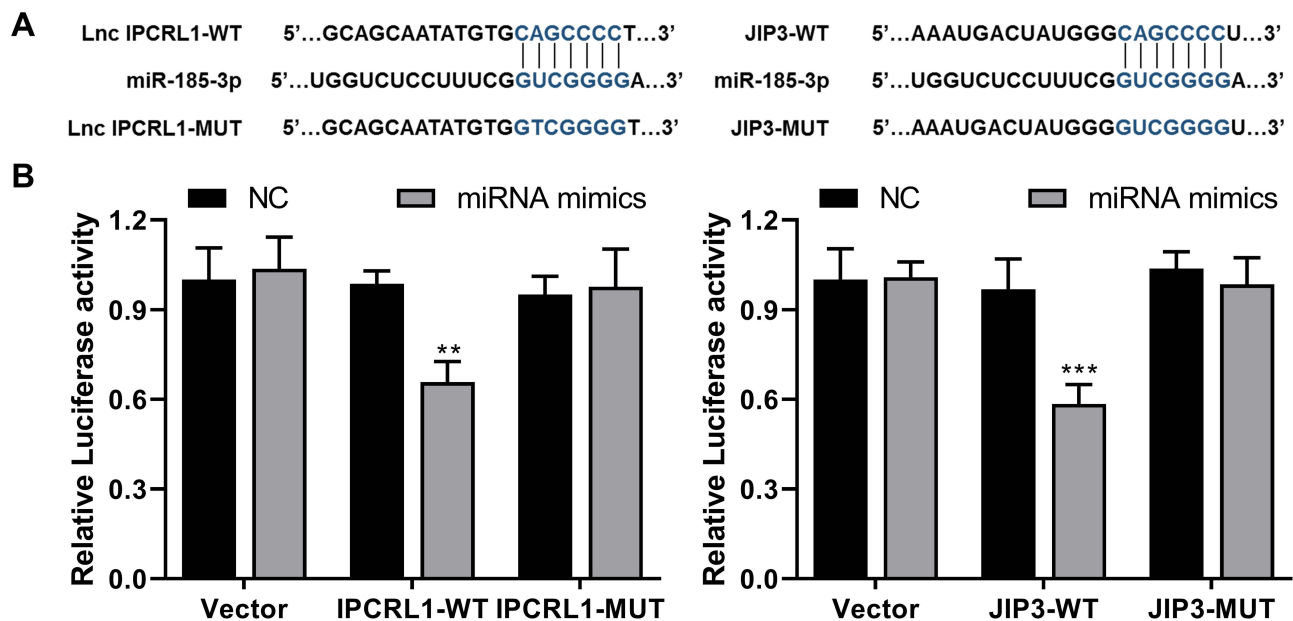 A
Lnc IPCRL1-WT 5’...GCAGCAATATGTGCAGCCCCT...3’
miR-185-3p 5’...UGGUCUCCUUUCGGUCGGGGA...3’
Lnc IPCRL1-MUT 5’...GCAGCAATATGTGGTCGGGGT...3’
JIP3-WT 5’...AAAUGACUAUGGGCAGCCCCU...3’
miR-185-3p 5’...UGGUCUCCUUUCGGUCGGGGA...3’
JIP3-MUT 5’...AAAUGACUAUGGGGUCGGGGU...3’
B
NC miRNA mimics
Relative Luciferase activity
1.2
0.9
0.6
0.3
0.0
**
Vector IPCRL1-WT IPCRL1-MUT
NC miRNA mimics
Relative Luciferase activity
1.2
0.9
0.6
0.3
0.0
***
Vector JIP3-WT JIP3-MUT